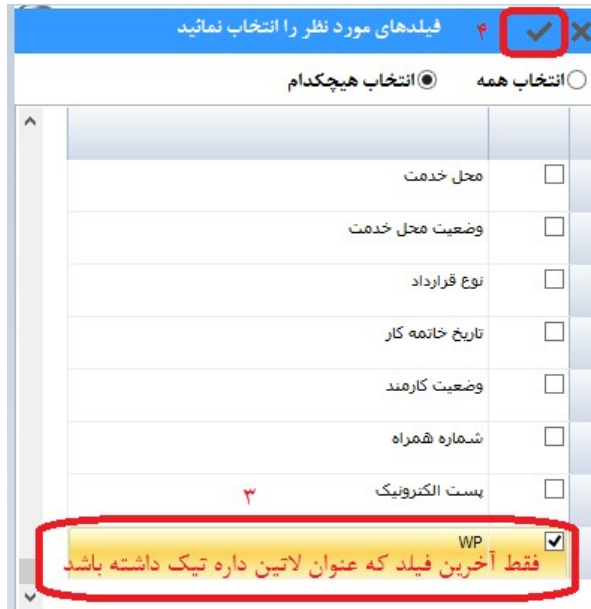 فیلدهای مورد نظر را انتخاب نمائید ۴
انتخاب همه انتخاب هیچکدام
محل خدمت
وضعیت محل خدمت
نوع قرارداد
تاریخ خاتمه کار
وضعیت کارمند
شماره همراه
پست الکترونیک ۳
WP
فقط آخرین فیلد که عنوان لاتین داره تیک داشته باشد